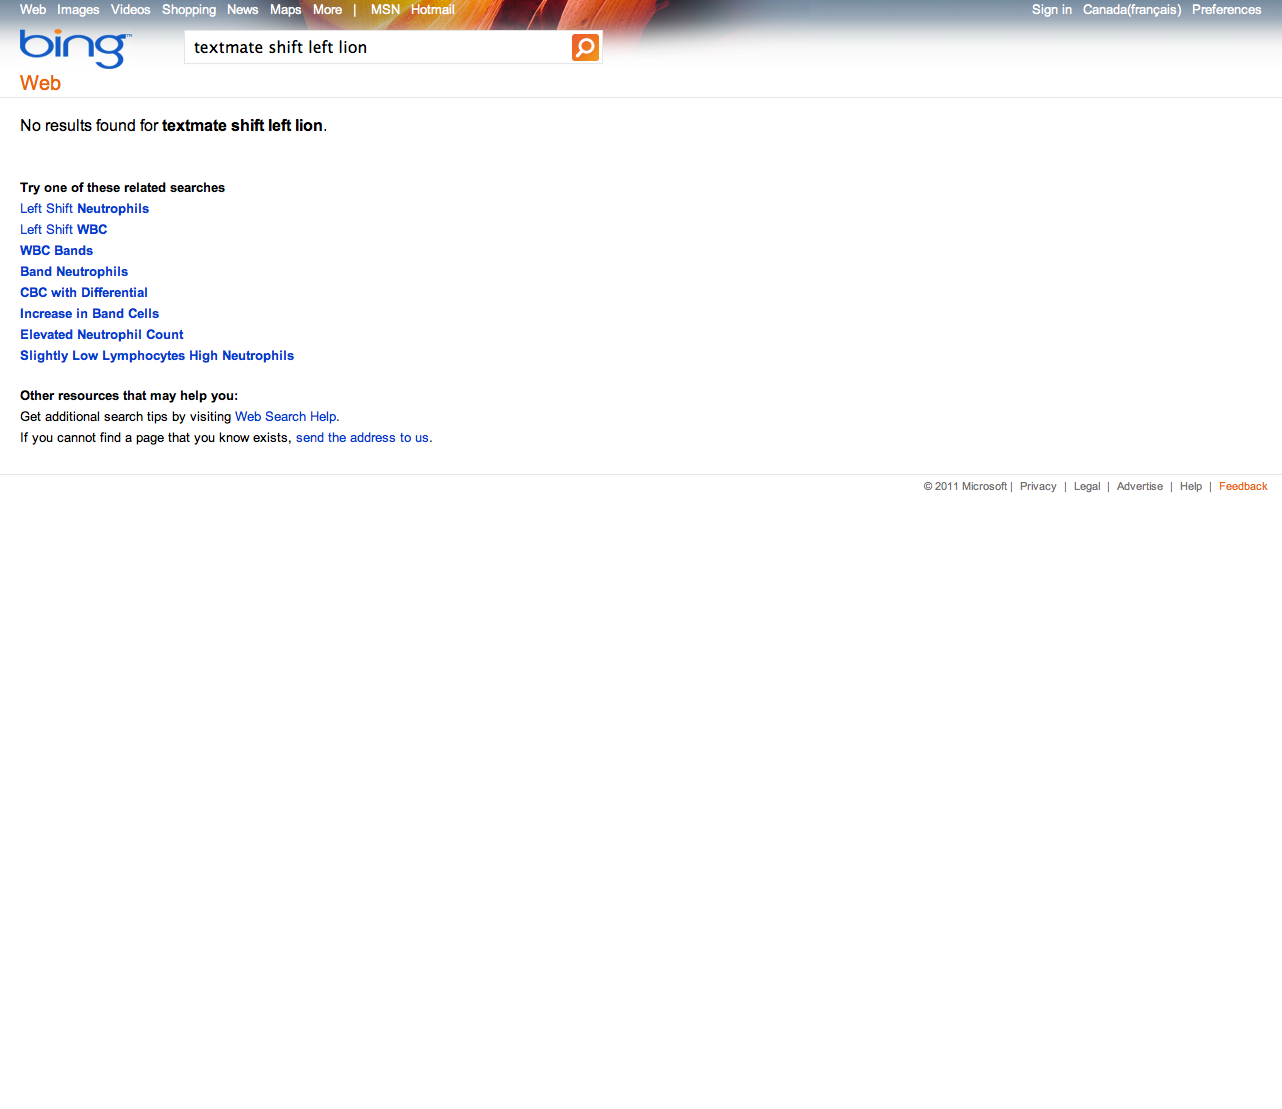 Web Images Videos Shopping News Maps More | MSN Hotmail Sign in Canada(français) Preferences
bing™ textmate shift left lion
Web
No results found for textmate shift left lion.
Try one of these related searches
Left Shift Neutrophils
Left Shift WBC
WBC Bands
Band Neutrophils
CBC with Differential
Increase in Band Cells
Elevated Neutrophil Count
Slightly Low Lymphocytes High Neutrophils
Other resources that may help you:
Get additional search tips by visiting Web Search Help.
If you cannot find a page that you know exists, send the address to us.
© 2011 Microsoft | Privacy | Legal | Advertise | Help | Feedback